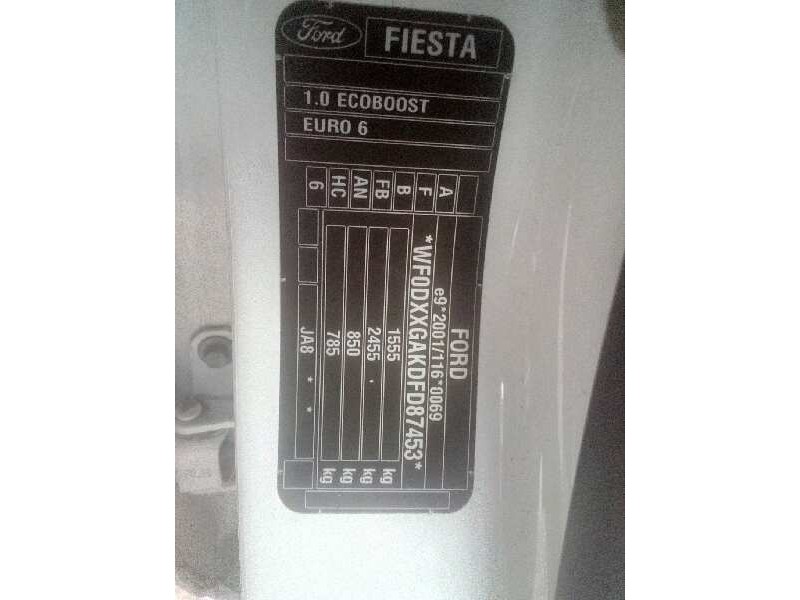 Ford
FIESTA
1.0 ECOBOOST
EURO 6
FORD
e9*2001/116*0069
*WF0DXXGAKDFD87453*
1555 kg
2455 kg
850 kg
785 kg
JA8 * *
A
F
B
FB
AN
HC
6